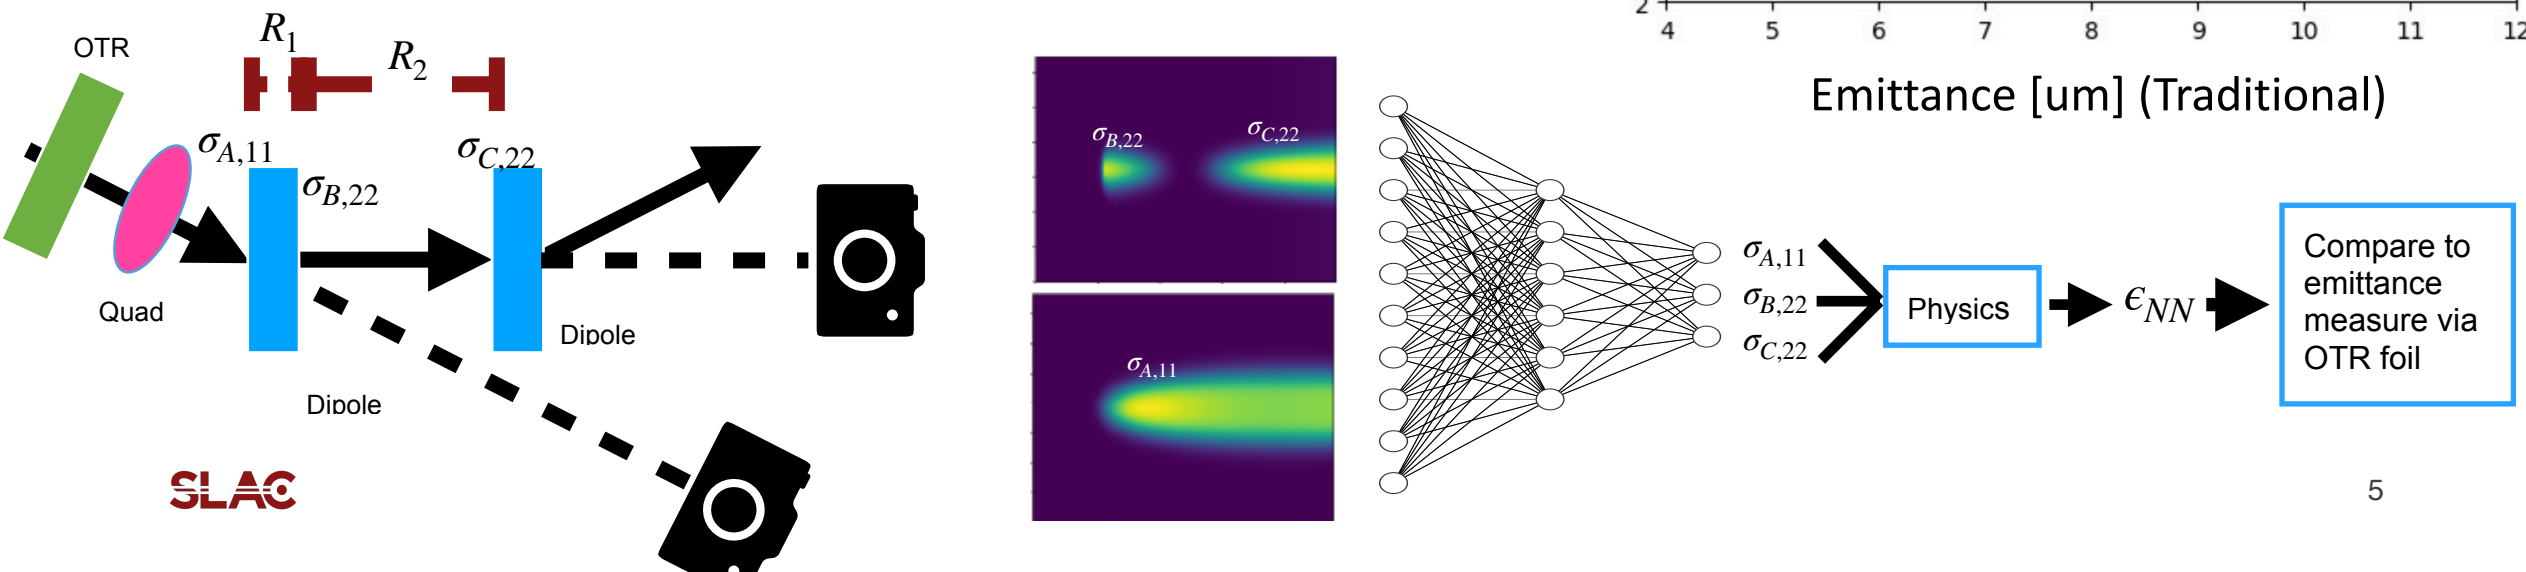 2
4 5 6 7 8 9 10 11 12
Emittance [um] (Traditional)
OTR
R1
R2
σA,11
σB,22
σC,22
Quad
Dipole
Dipole
SLAC
σB,22
σC,22
σA,11
σA,11
σB,22
σC,22
Physics
ϵNN
Compare to
emittance
measure via
OTR foil
5